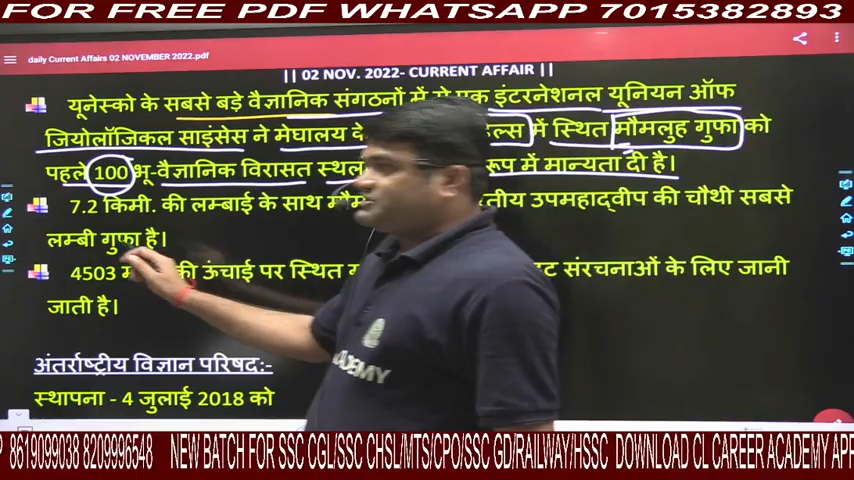 FOR FREE PDF WHATSAPP 7015382893
daily Current Affairs 02 NOVEMBER 2022.pdf
|| 02 NOV. 2022- CURRENT AFFAIR ||
यूनेस्को के सबसे बड़े वैज्ञानिक संगठनों में से एक इंटरनेशनल यूनियन ऑफ
जियोलॉजिकल साइंसेस ने मेघालय में स्थित मौमलुह गुफा को
पहले 100 भू-वैज्ञानिक विरासत रूप में मान्यता दी है।
7.2 किमी. की लम्बाई के साथ उपमहाद्वीप की चौथी सबसे
लम्बी गुफा है।
4503 की ऊंचाई पर स्थित संरचनाओं के लिए जानी
जाती है।
अंतर्राष्ट्रीय विज्ञान परिषद:-
स्थापना - 4 जुलाई 2018 को
8619099038 8209996548 NEW BATCH FOR SSC CGL/SSC CHSL/MTS/CPO/SSC GD/RAILWAY/HSSC DOWNLOAD CL CAREER ACADEMY APP